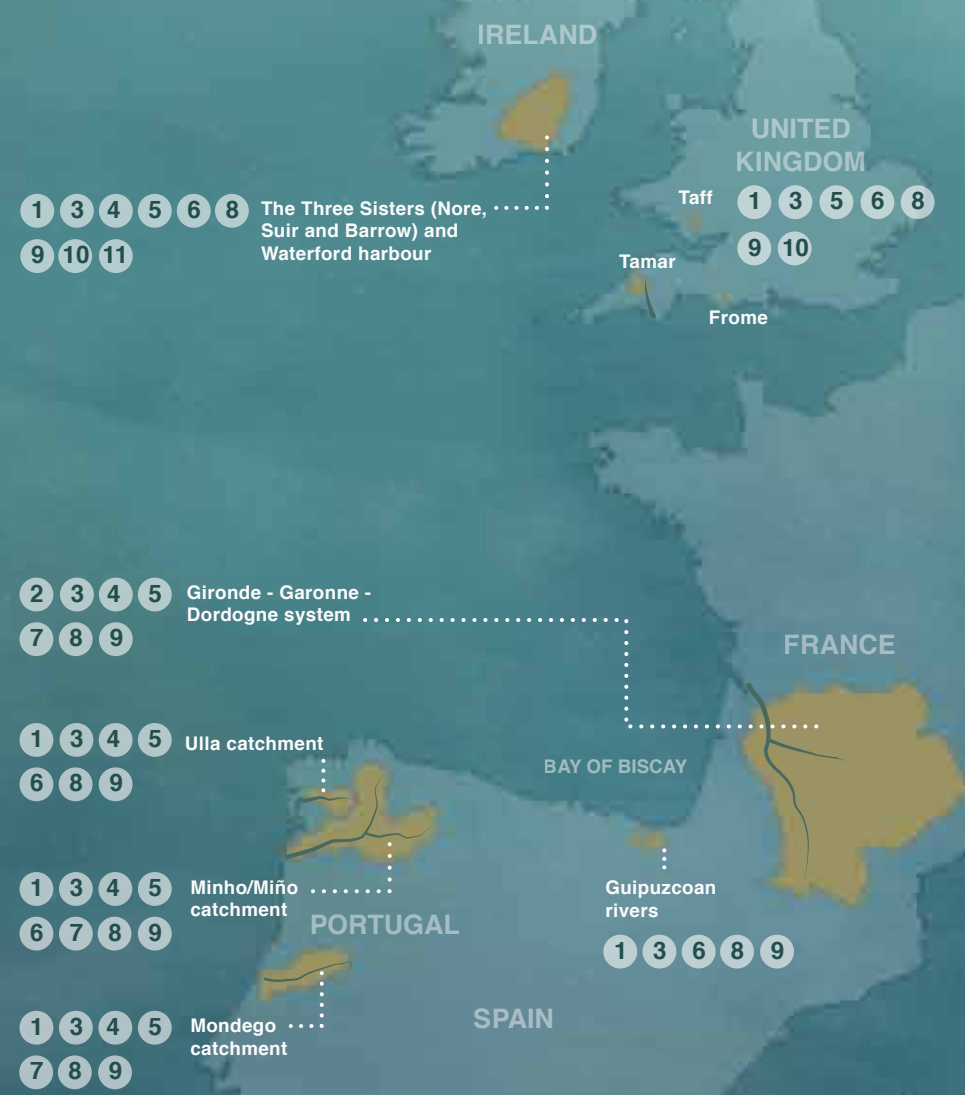 IRELAND
UNITED
KINGDOM
Taff
1 3 5 6 8
9 10
1 3 4 5 6 8
9 10 11
The Three Sisters (Nore,
Suir and Barrow) and
Waterford harbour
Tamar
Frome
2 3 4 5
7 8 9
Gironde - Garonne -
Dordogne system
FRANCE
1 3 4 5
6 8 9
Ulla catchment
BAY OF BISCAY
1 3 4 5
6 7 8 9
Minho/Miño
catchment
Guipuzcoan
rivers
1 3 6 8 9
PORTUGAL
SPAIN
1 3 4 5
7 8 9
Mondego
catchment